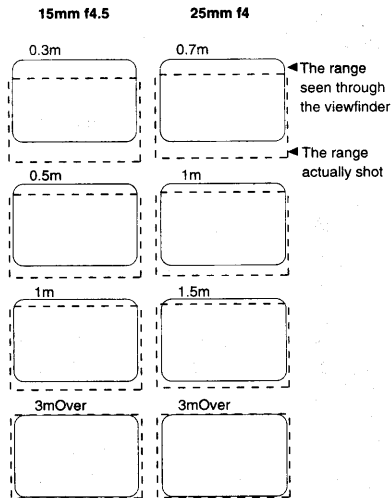 15mm f4.5 25mm f4
0.3m 0.7m
The range
seen through
the viewfinder
The range
actually shot
0.5m 1m
1m 1.5m
3mOver 3mOver